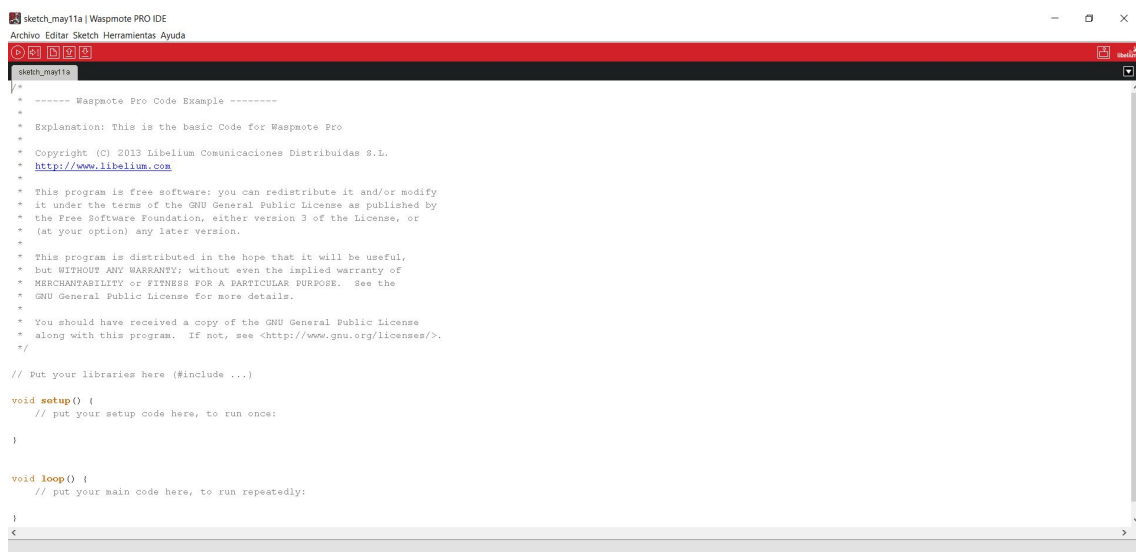 sketch_may11a | Waspmote PRO IDE
Archivo Editar Sketch Herramientas Ayuda
libelium
sketch_may11a
/*
 *  ------ Waspmote Pro Code Example --------
 *
 *  Explanation: This is the basic Code for Waspmote Pro
 *
 *  Copyright (C) 2013 Libelium Comunicaciones Distribuidas S.L.
 *  http://www.libelium.com
 *
 *  This program is free software: you can redistribute it and/or modify
 *  it under the terms of the GNU General Public License as published by
 *  the Free Software Foundation, either version 3 of the License, or
 *  (at your option) any later version.
 *
 *  This program is distributed in the hope that it will be useful,
 *  but WITHOUT ANY WARRANTY; without even the implied warranty of
 *  MERCHANTABILITY or FITNESS FOR A PARTICULAR PURPOSE.  See the
 *  GNU General Public License for more details.
 *
 *  You should have received a copy of the GNU General Public License
 *  along with this program.  If not, see <http://www.gnu.org/licenses/>.
 */
// Put your libraries here (#include ...)
void setup() {
    // put your setup code here, to run once:
}
void loop() {
    // put your main code here, to run repeatedly:
}